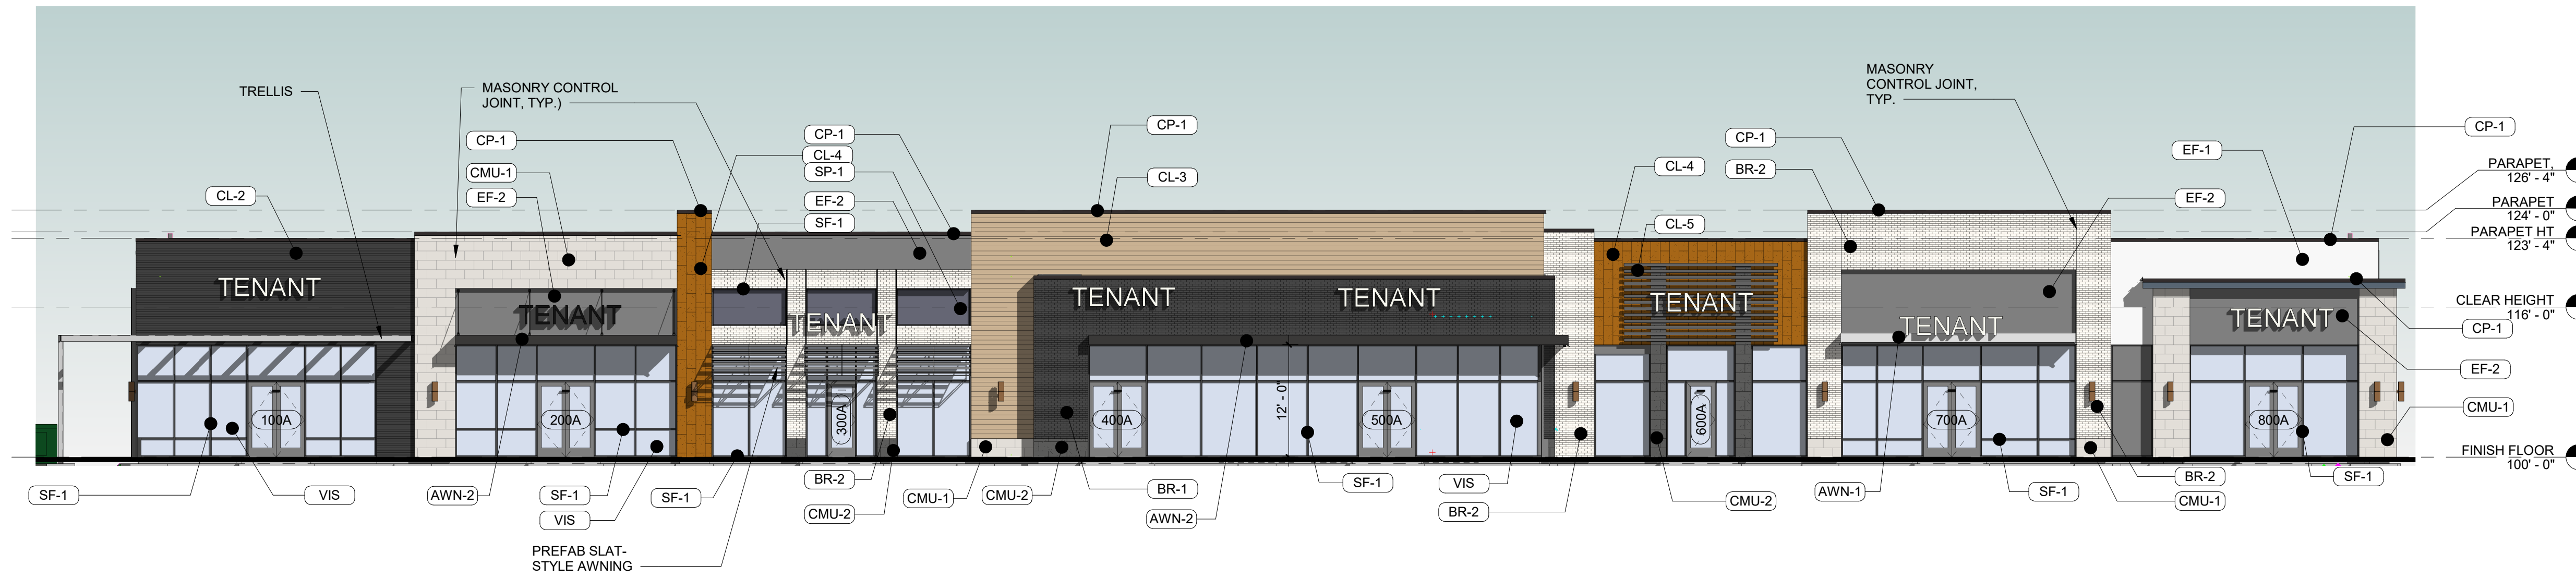 TRELLIS
MASONRY CONTROL
JOINT, TYP.)
MASONRY
CONTROL JOINT,
TYP.
CP-1
CMU-1
EF-2
CL-2
CP-1
CL-4
SP-1
EF-2
SF-1
CP-1
CL-3
CL-4
CL-5
CP-1
BR-2
EF-1
EF-2
CP-1
PARAPET,
126' - 4"
PARAPET
124' - 0"
PARAPET HT
123' - 4"
CLEAR HEIGHT
116' - 0"
CP-1
EF-2
CMU-1
FINISH FLOOR
100' - 0"
TENANT
TENANT
TENANT
TENANT
TENANT
TENANT
TENANT
TENANT
12' - 0"
100A
200A
300A
400A
500A
600A
700A
800A
SF-1
VIS
AWN-2
SF-1
VIS
SF-1
BR-2
CMU-2
CMU-1
CMU-2
BR-1
AWN-2
SF-1
VIS
BR-2
CMU-2
AWN-1
SF-1
BR-2
CMU-1
SF-1
PREFAB SLAT-
STYLE AWNING